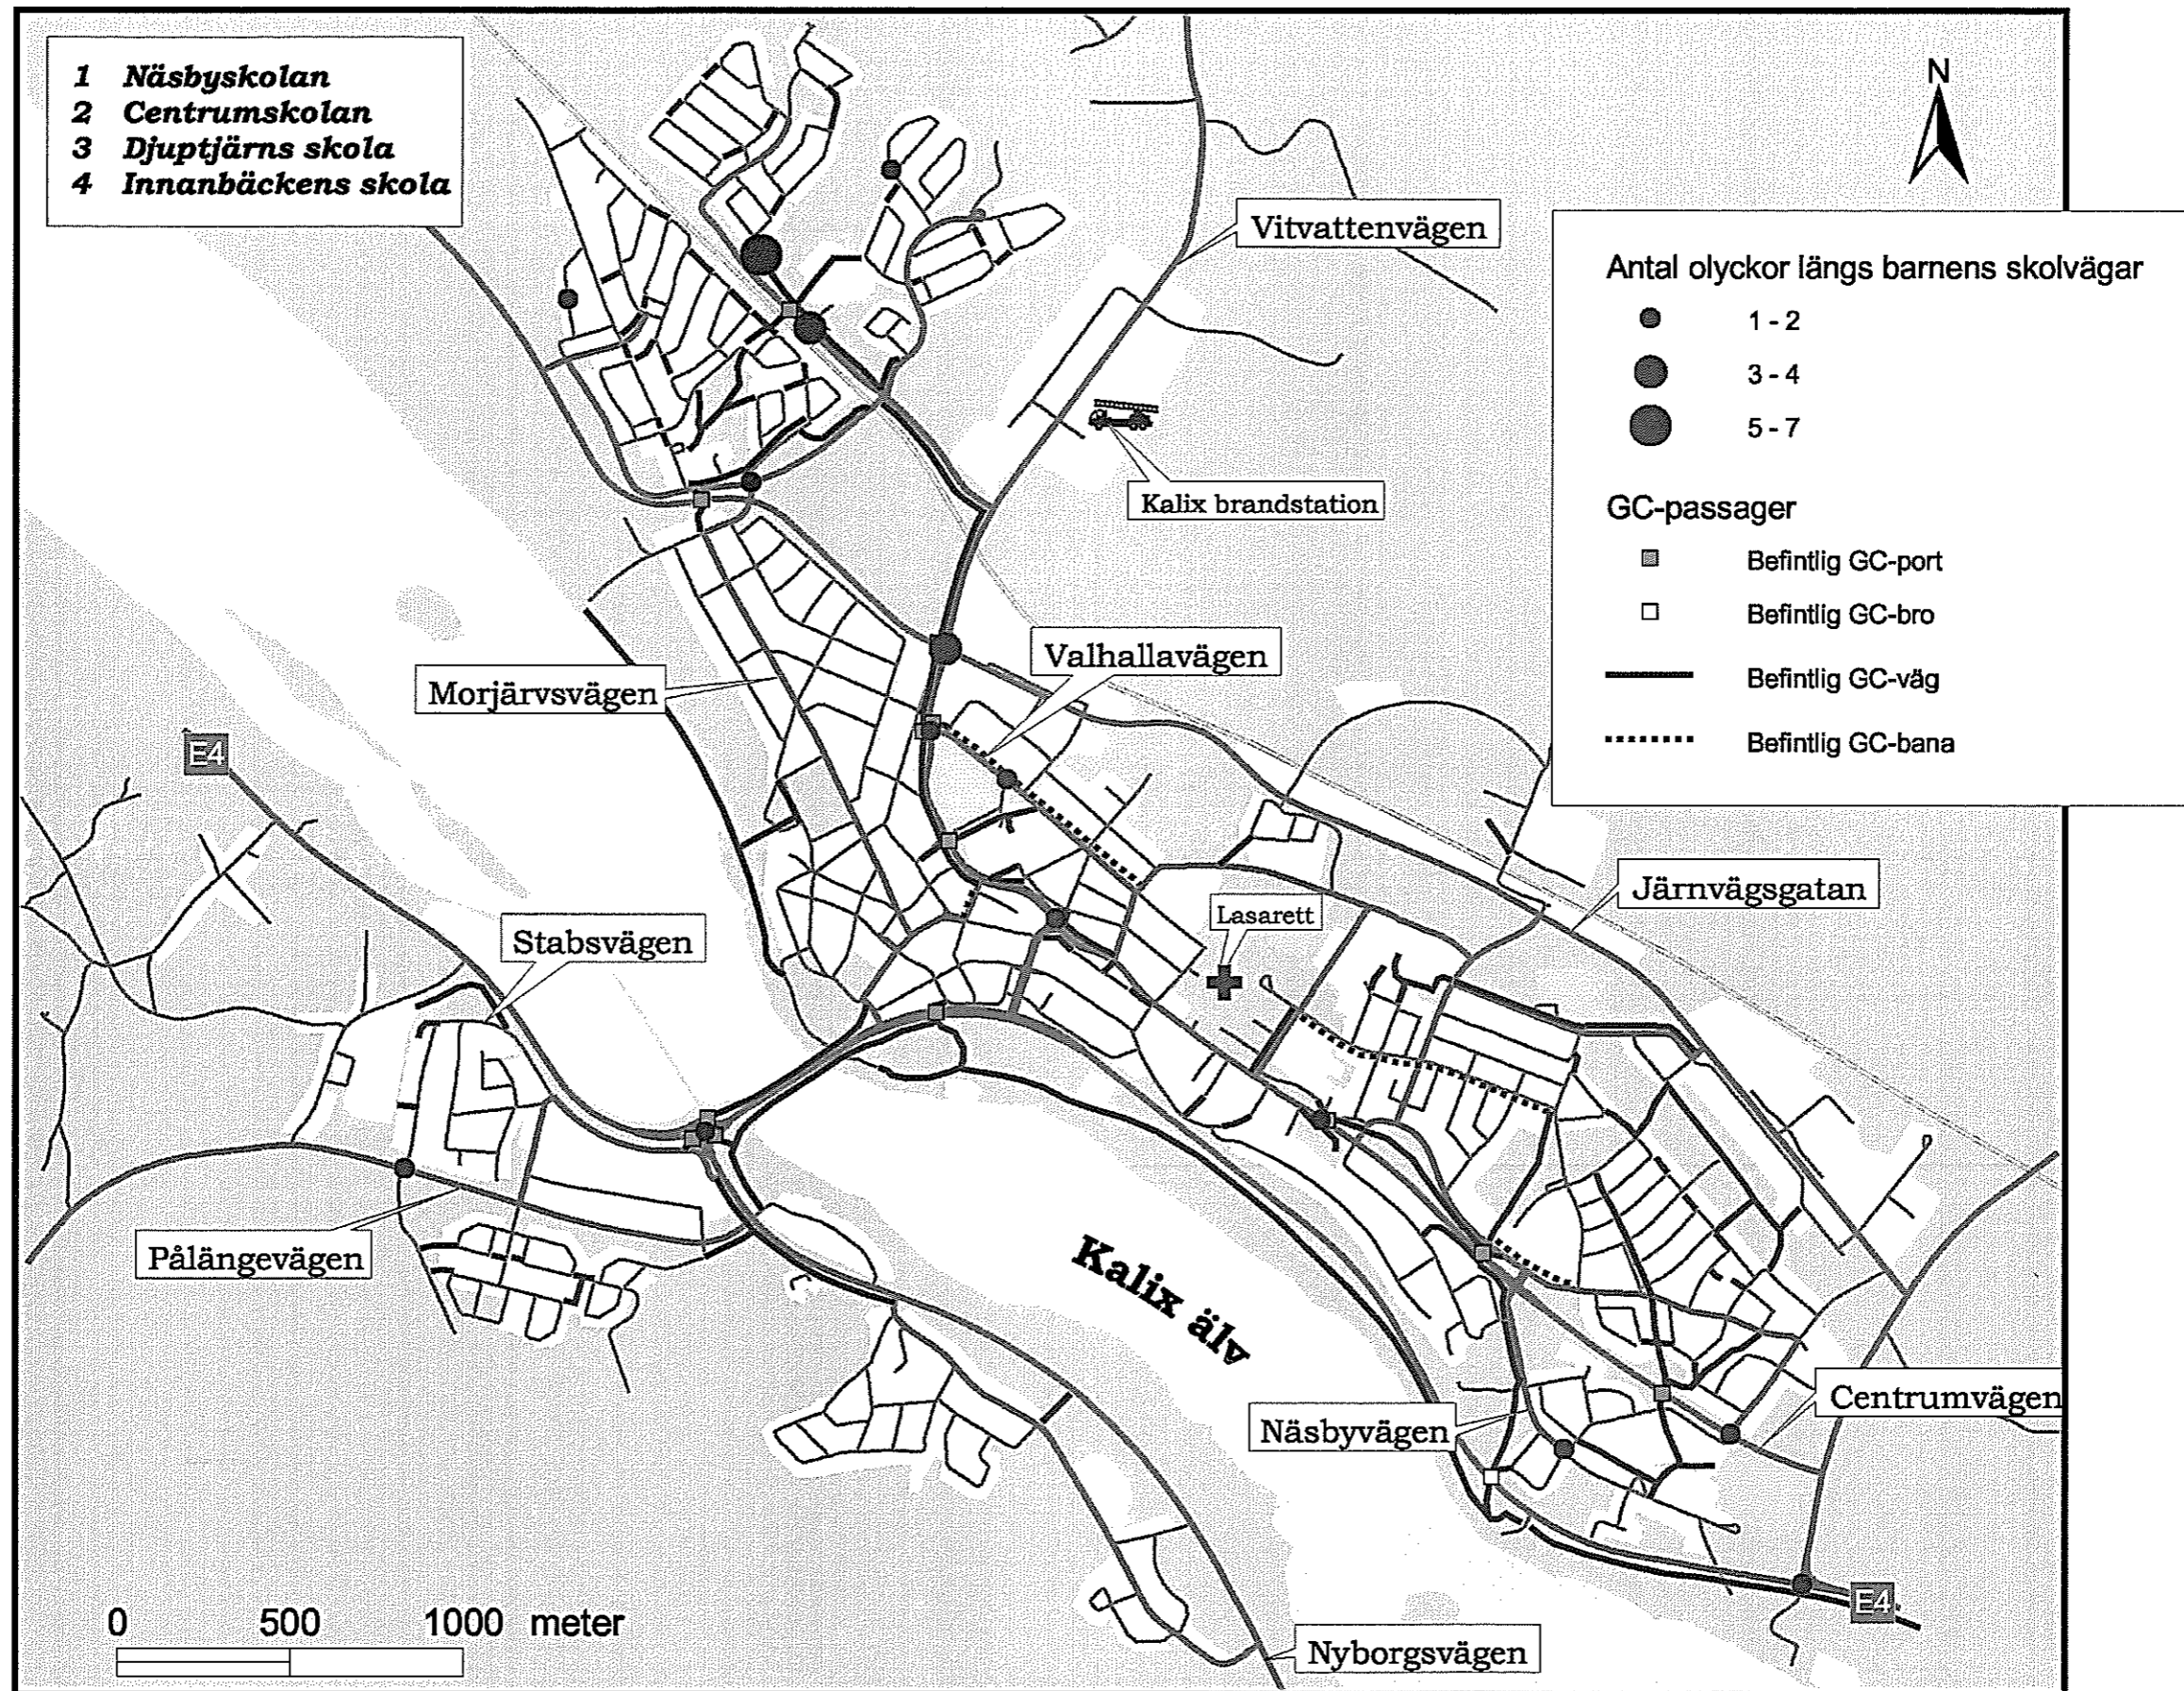 1 Näsbyskolan
2 Centrumskolan
3 Djuptjärns skola
4 Innanbäckens skola
N
Vitvattenvägen
Antal olyckor längs barnens skolvägar
1 - 2
3 - 4
5 - 7
GC-passager
Befintlig GC-port
Befintlig GC-bro
Befintlig GC-väg
Befintlig GC-bana
Kalix brandstation
Valhallavägen
Morjärvsvägen
E4
Järnvägsgatan
Lasarett
Stabsvägen
Pålängevägen
Kalix älv
Centrumvägen
Näsbyvägen
E4
0 500 1000 meter
Nyborgsvägen